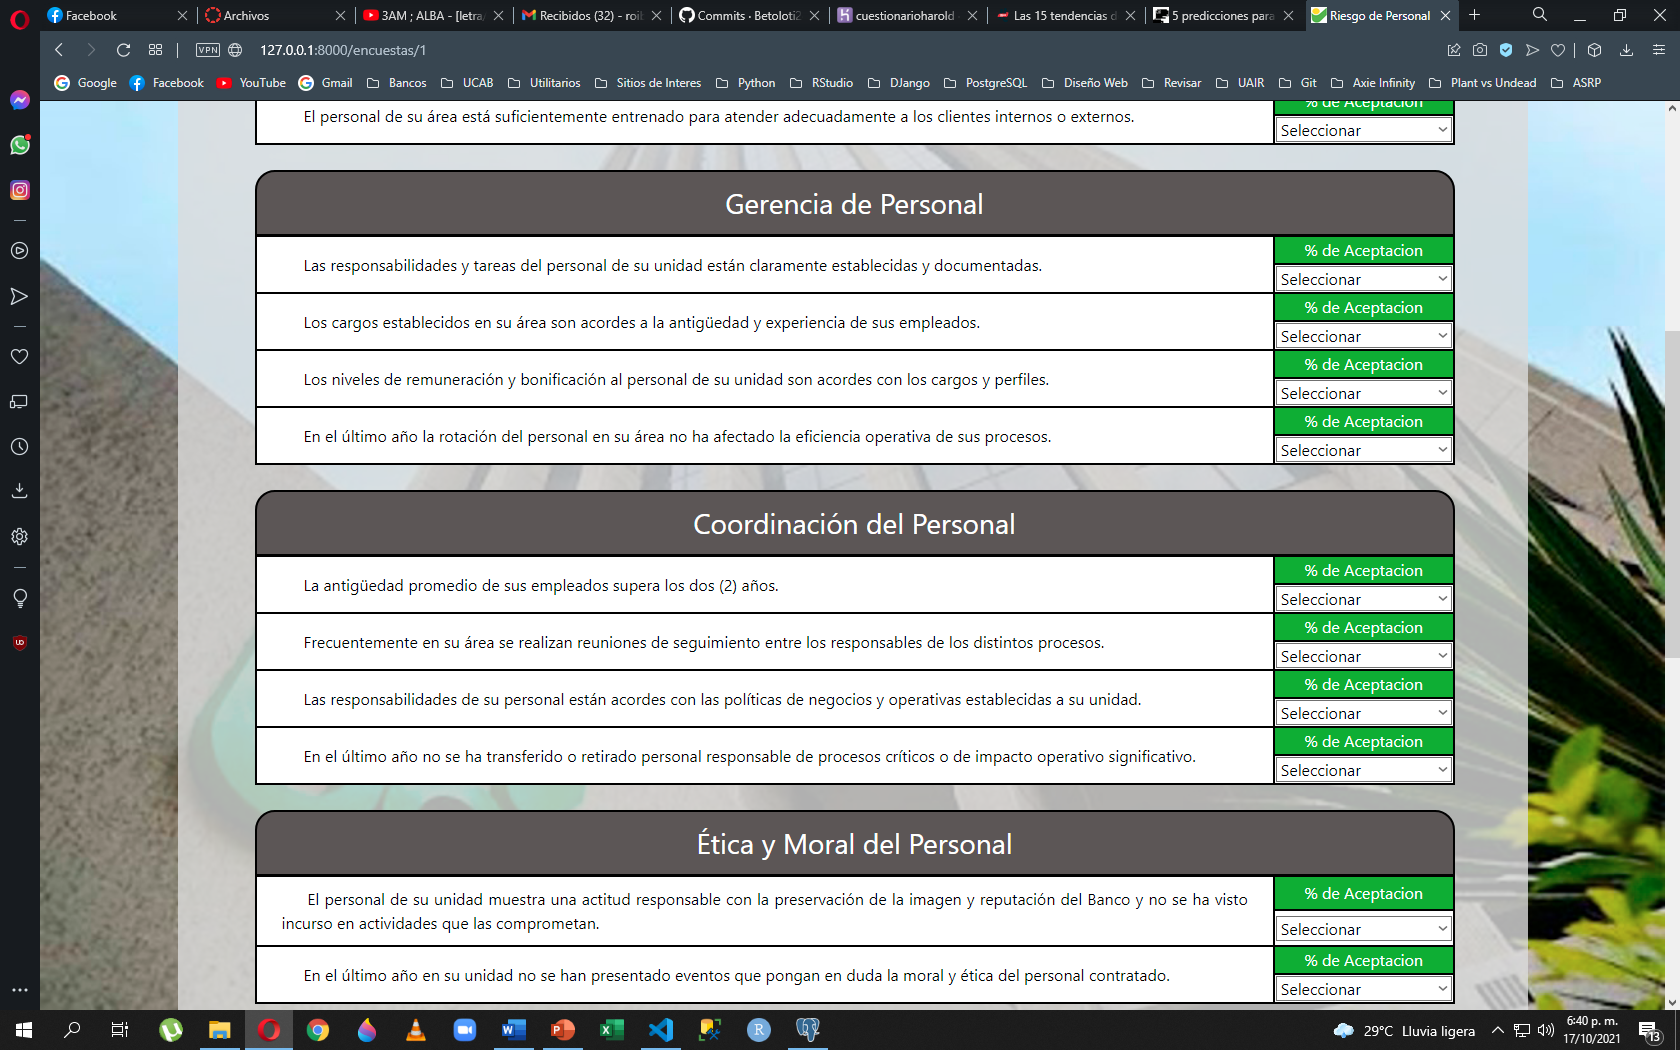 Facebook
Archivos
3AM ; ALBA - [letra/
Recibidos (32) - roil
Commits · Betoloti2
cuestionarioharold
Las 15 tendencias d
5 predicciones para
Riesgo de Personal
VPN
127.0.0.1:8000/encuestas/1
Google
Facebook
YouTube
Gmail
Bancos
UCAB
Utilitarios
Sitios de Interes
Python
RStudio
DJango
PostgreSQL
Diseño Web
Revisar
UAIR
Git
Axie Infinity
Plant vs Undead
ASRP
% de Aceptacion
El personal de su área está suficientemente entrenado para atender adecuadamente a los clientes internos o externos.
Seleccionar
Gerencia de Personal
% de Aceptacion
Las responsabilidades y tareas del personal de su unidad están claramente establecidas y documentadas.
Seleccionar
% de Aceptacion
Los cargos establecidos en su área son acordes a la antigüedad y experiencia de sus empleados.
Seleccionar
% de Aceptacion
Los niveles de remuneración y bonificación al personal de su unidad son acordes con los cargos y perfiles.
Seleccionar
% de Aceptacion
En el último año la rotación del personal en su área no ha afectado la eficiencia operativa de sus procesos.
Seleccionar
Coordinación del Personal
% de Aceptacion
La antigüedad promedio de sus empleados supera los dos (2) años.
Seleccionar
% de Aceptacion
Frecuentemente en su área se realizan reuniones de seguimiento entre los responsables de los distintos procesos.
Seleccionar
% de Aceptacion
Las responsabilidades de su personal están acordes con las políticas de negocios y operativas establecidas a su unidad.
Seleccionar
% de Aceptacion
En el último año no se ha transferido o retirado personal responsable de procesos críticos o de impacto operativo significativo.
Seleccionar
Ética y Moral del Personal
% de Aceptacion
El personal de su unidad muestra una actitud responsable con la preservación de la imagen y reputación del Banco y no se ha visto
incurso en actividades que las comprometan.
Seleccionar
% de Aceptacion
En el último año en su unidad no se han presentado eventos que pongan en duda la moral y ética del personal contratado.
Seleccionar
29°C Lluvia ligera
6:40 p. m.
17/10/2021
13